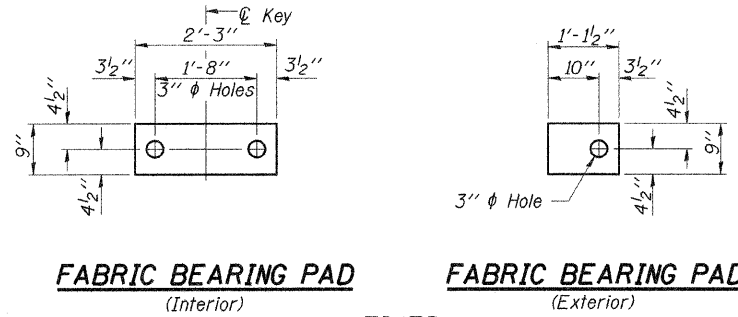 ℄ Key
2'-3"
3½"
1'-8"
3½"
3" ϕ Holes
4½"
9"
4½"
FABRIC BEARING PAD
(Interior)
1'-1½"
10"
3½"
4½"
9"
4½"
3" ϕ Hole
FABRIC BEARING PAD
(Exterior)